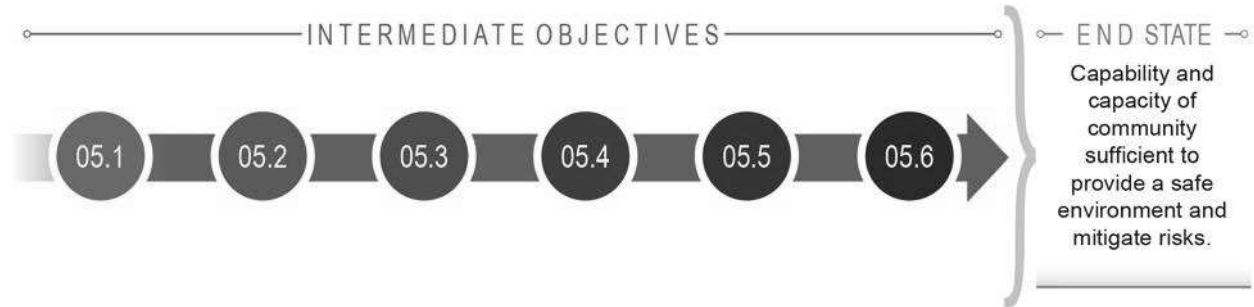 INTERMEDIATE OBJECTIVES
05.1 05.2 05.3 05.4 05.5 05.6
END STATE
Capability and
capacity of
community
sufficient to
provide a safe
environment and
mitigate risks.